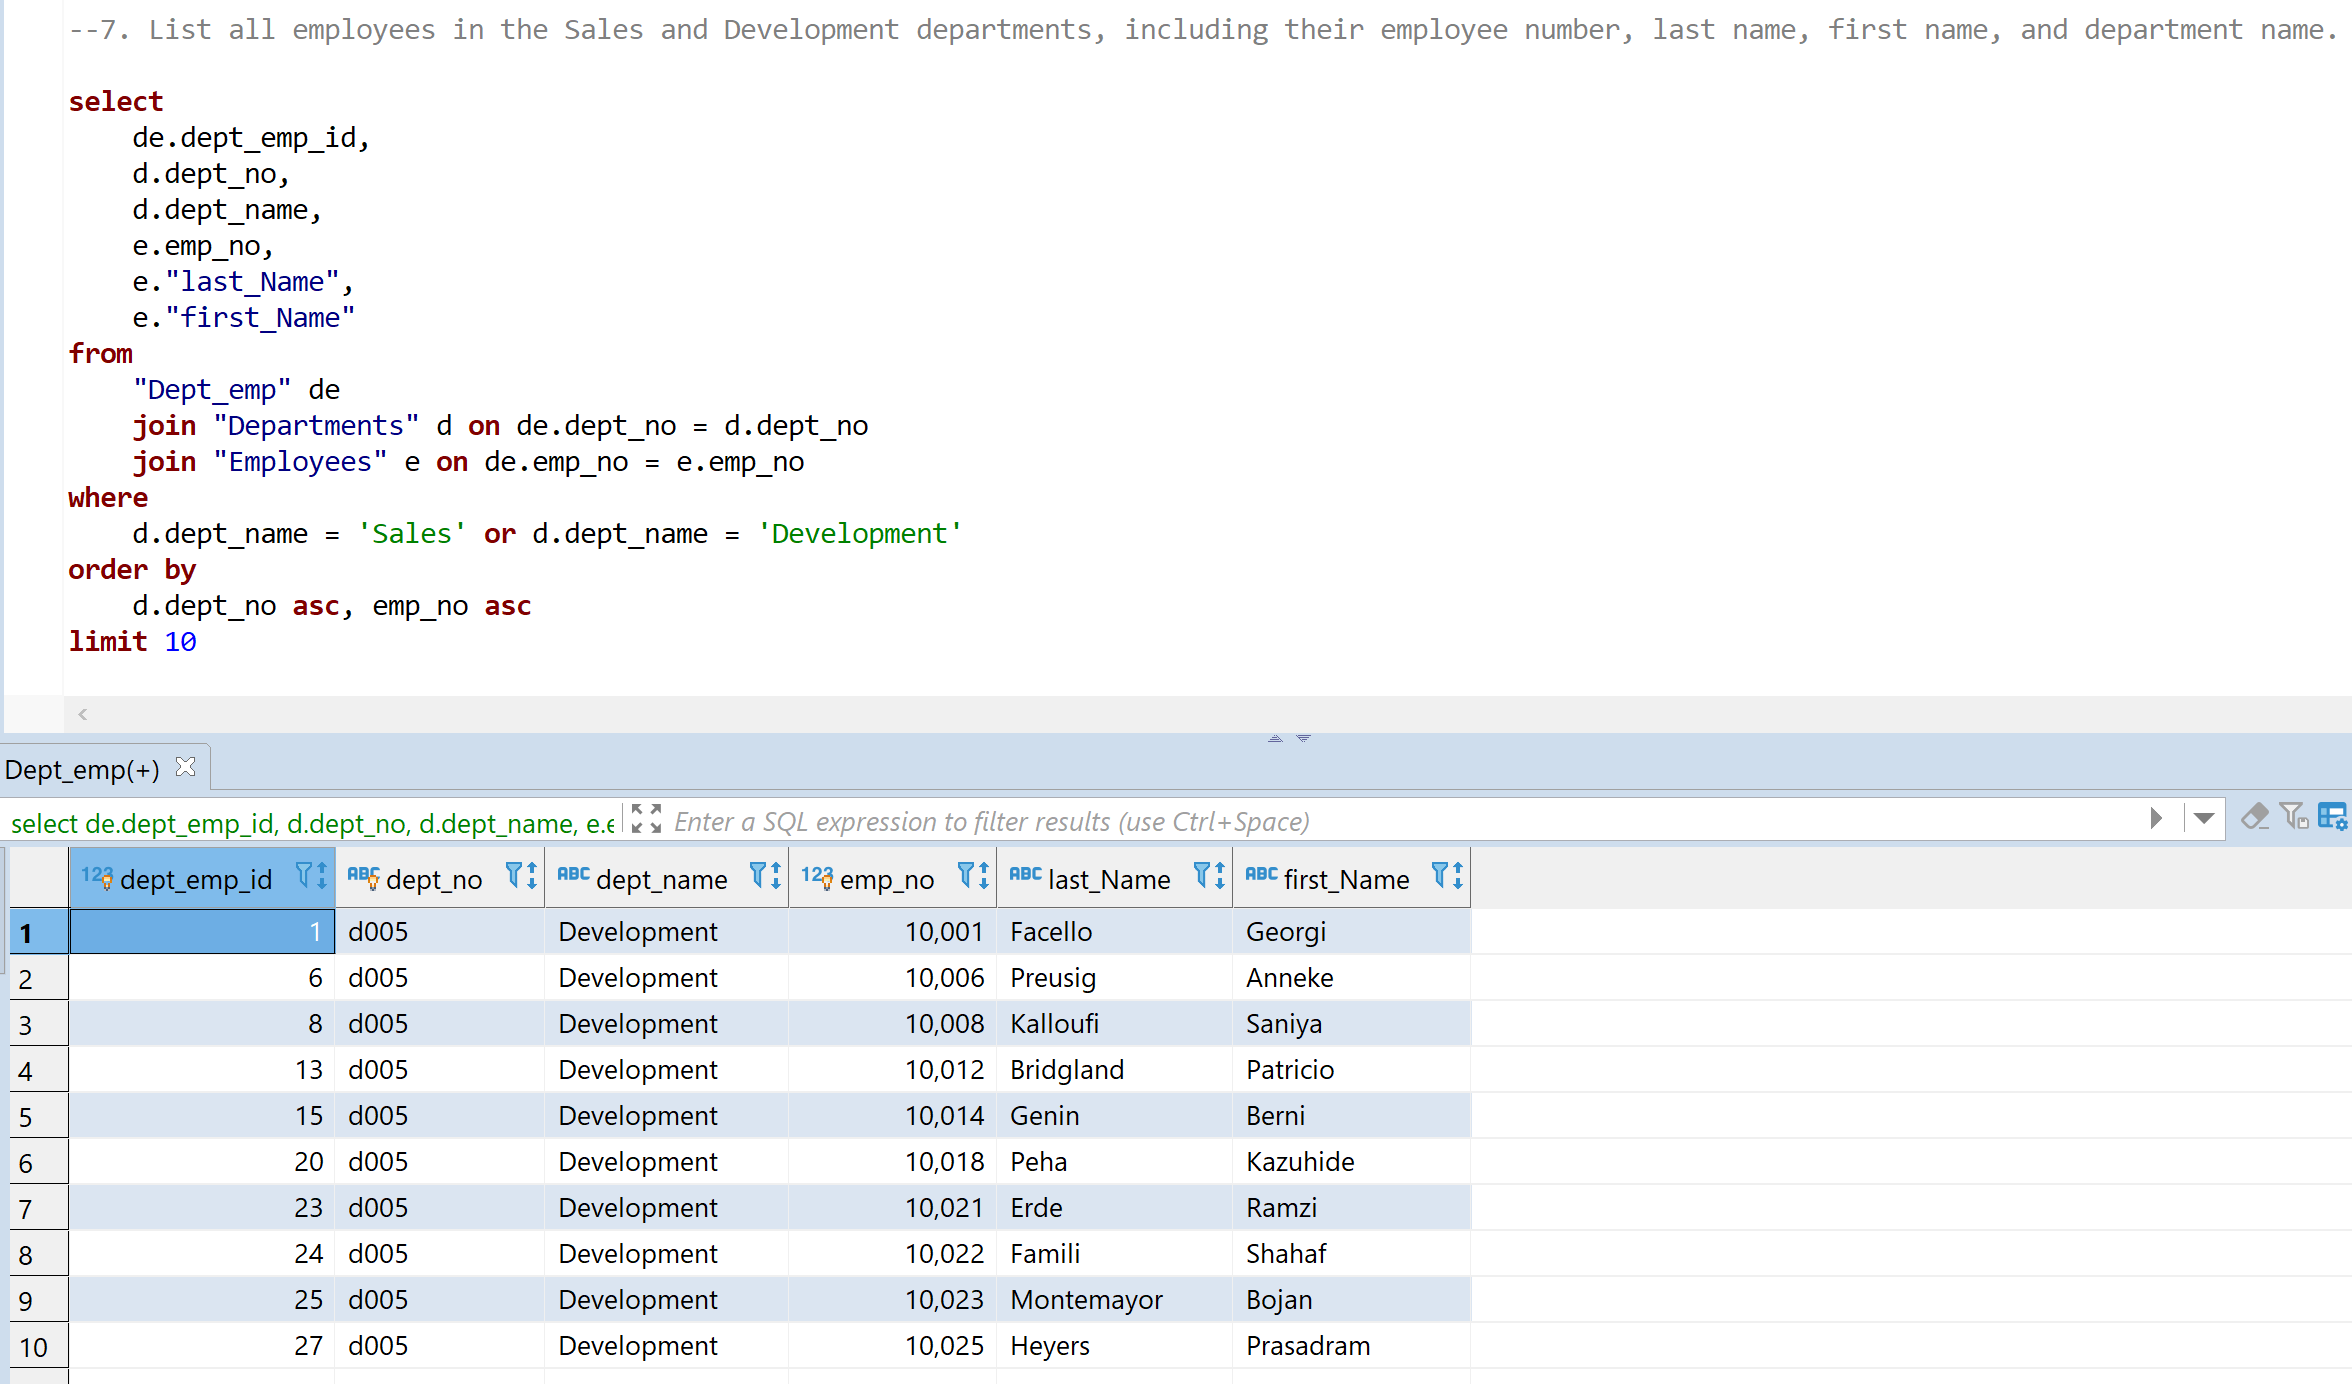 --7. List all employees in the Sales and Development departments, including their employee number, last name, first name, and department name.
select
de.dept_emp_id,
d.dept_no,
d.dept_name,
e.emp_no,
e."last_Name",
e."first_Name"
from
"Dept_emp" de
join "Departments" d on de.dept_no = d.dept_no
join "Employees" e on de.emp_no = e.emp_no
where
d.dept_name = 'Sales' or d.dept_name = 'Development'
order by
d.dept_no asc, emp_no asc
limit 10
Dept_emp(+)
select de.dept_emp_id, d.dept_no, d.dept_name, e.e Enter a SQL expression to filter results (use Ctrl+Space)
123 dept_emp_id ABC dept_no ABC dept_name 123 emp_no ABC last_Name ABC first_Name
1 1 d005 Development 10,001 Facello Georgi
2 6 d005 Development 10,006 Preusig Anneke
3 8 d005 Development 10,008 Kalloufi Saniya
4 13 d005 Development 10,012 Bridgland Patricio
5 15 d005 Development 10,014 Genin Berni
6 20 d005 Development 10,018 Peha Kazuhide
7 23 d005 Development 10,021 Erde Ramzi
8 24 d005 Development 10,022 Famili Shahaf
9 25 d005 Development 10,023 Montemayor Bojan
10 27 d005 Development 10,025 Heyers Prasadram